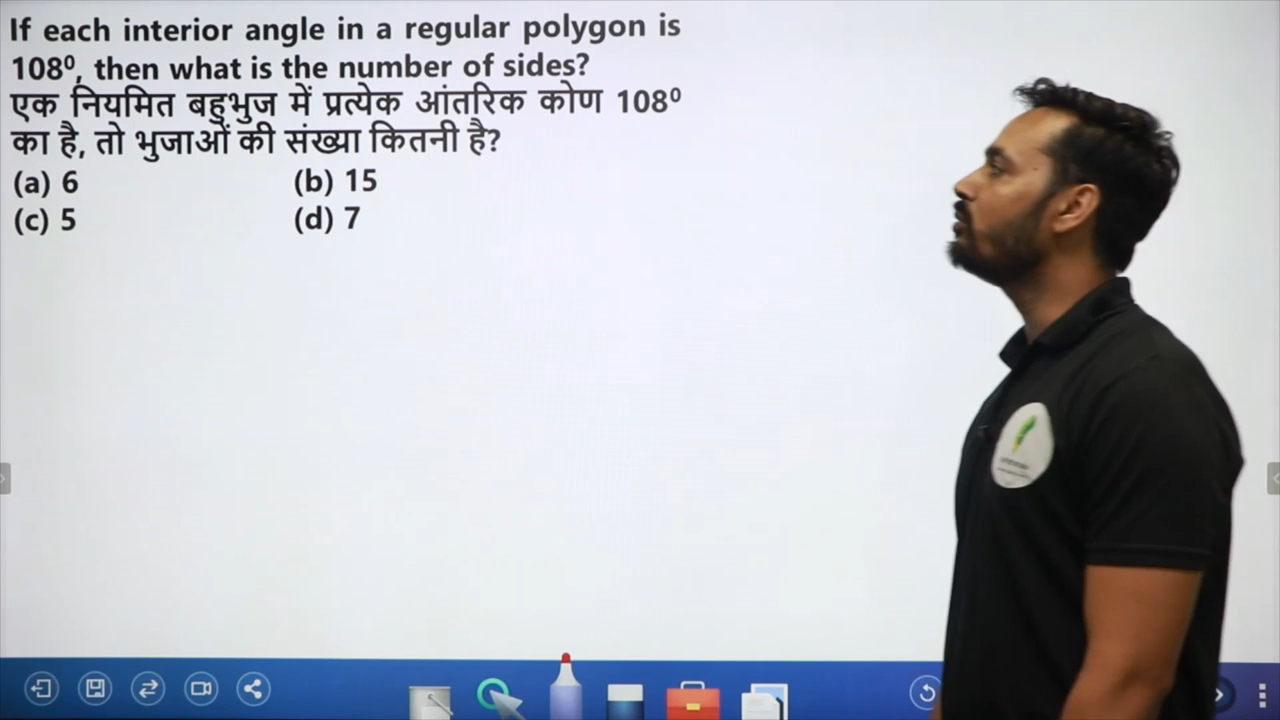 If each interior angle in a regular polygon is
108⁰, then what is the number of sides?
एक नियमित बहुभुज में प्रत्येक आंतरिक कोण 108⁰
का है, तो भुजाओं की संख्या कितनी है?
(a) 6 (b) 15
(c) 5 (d) 7